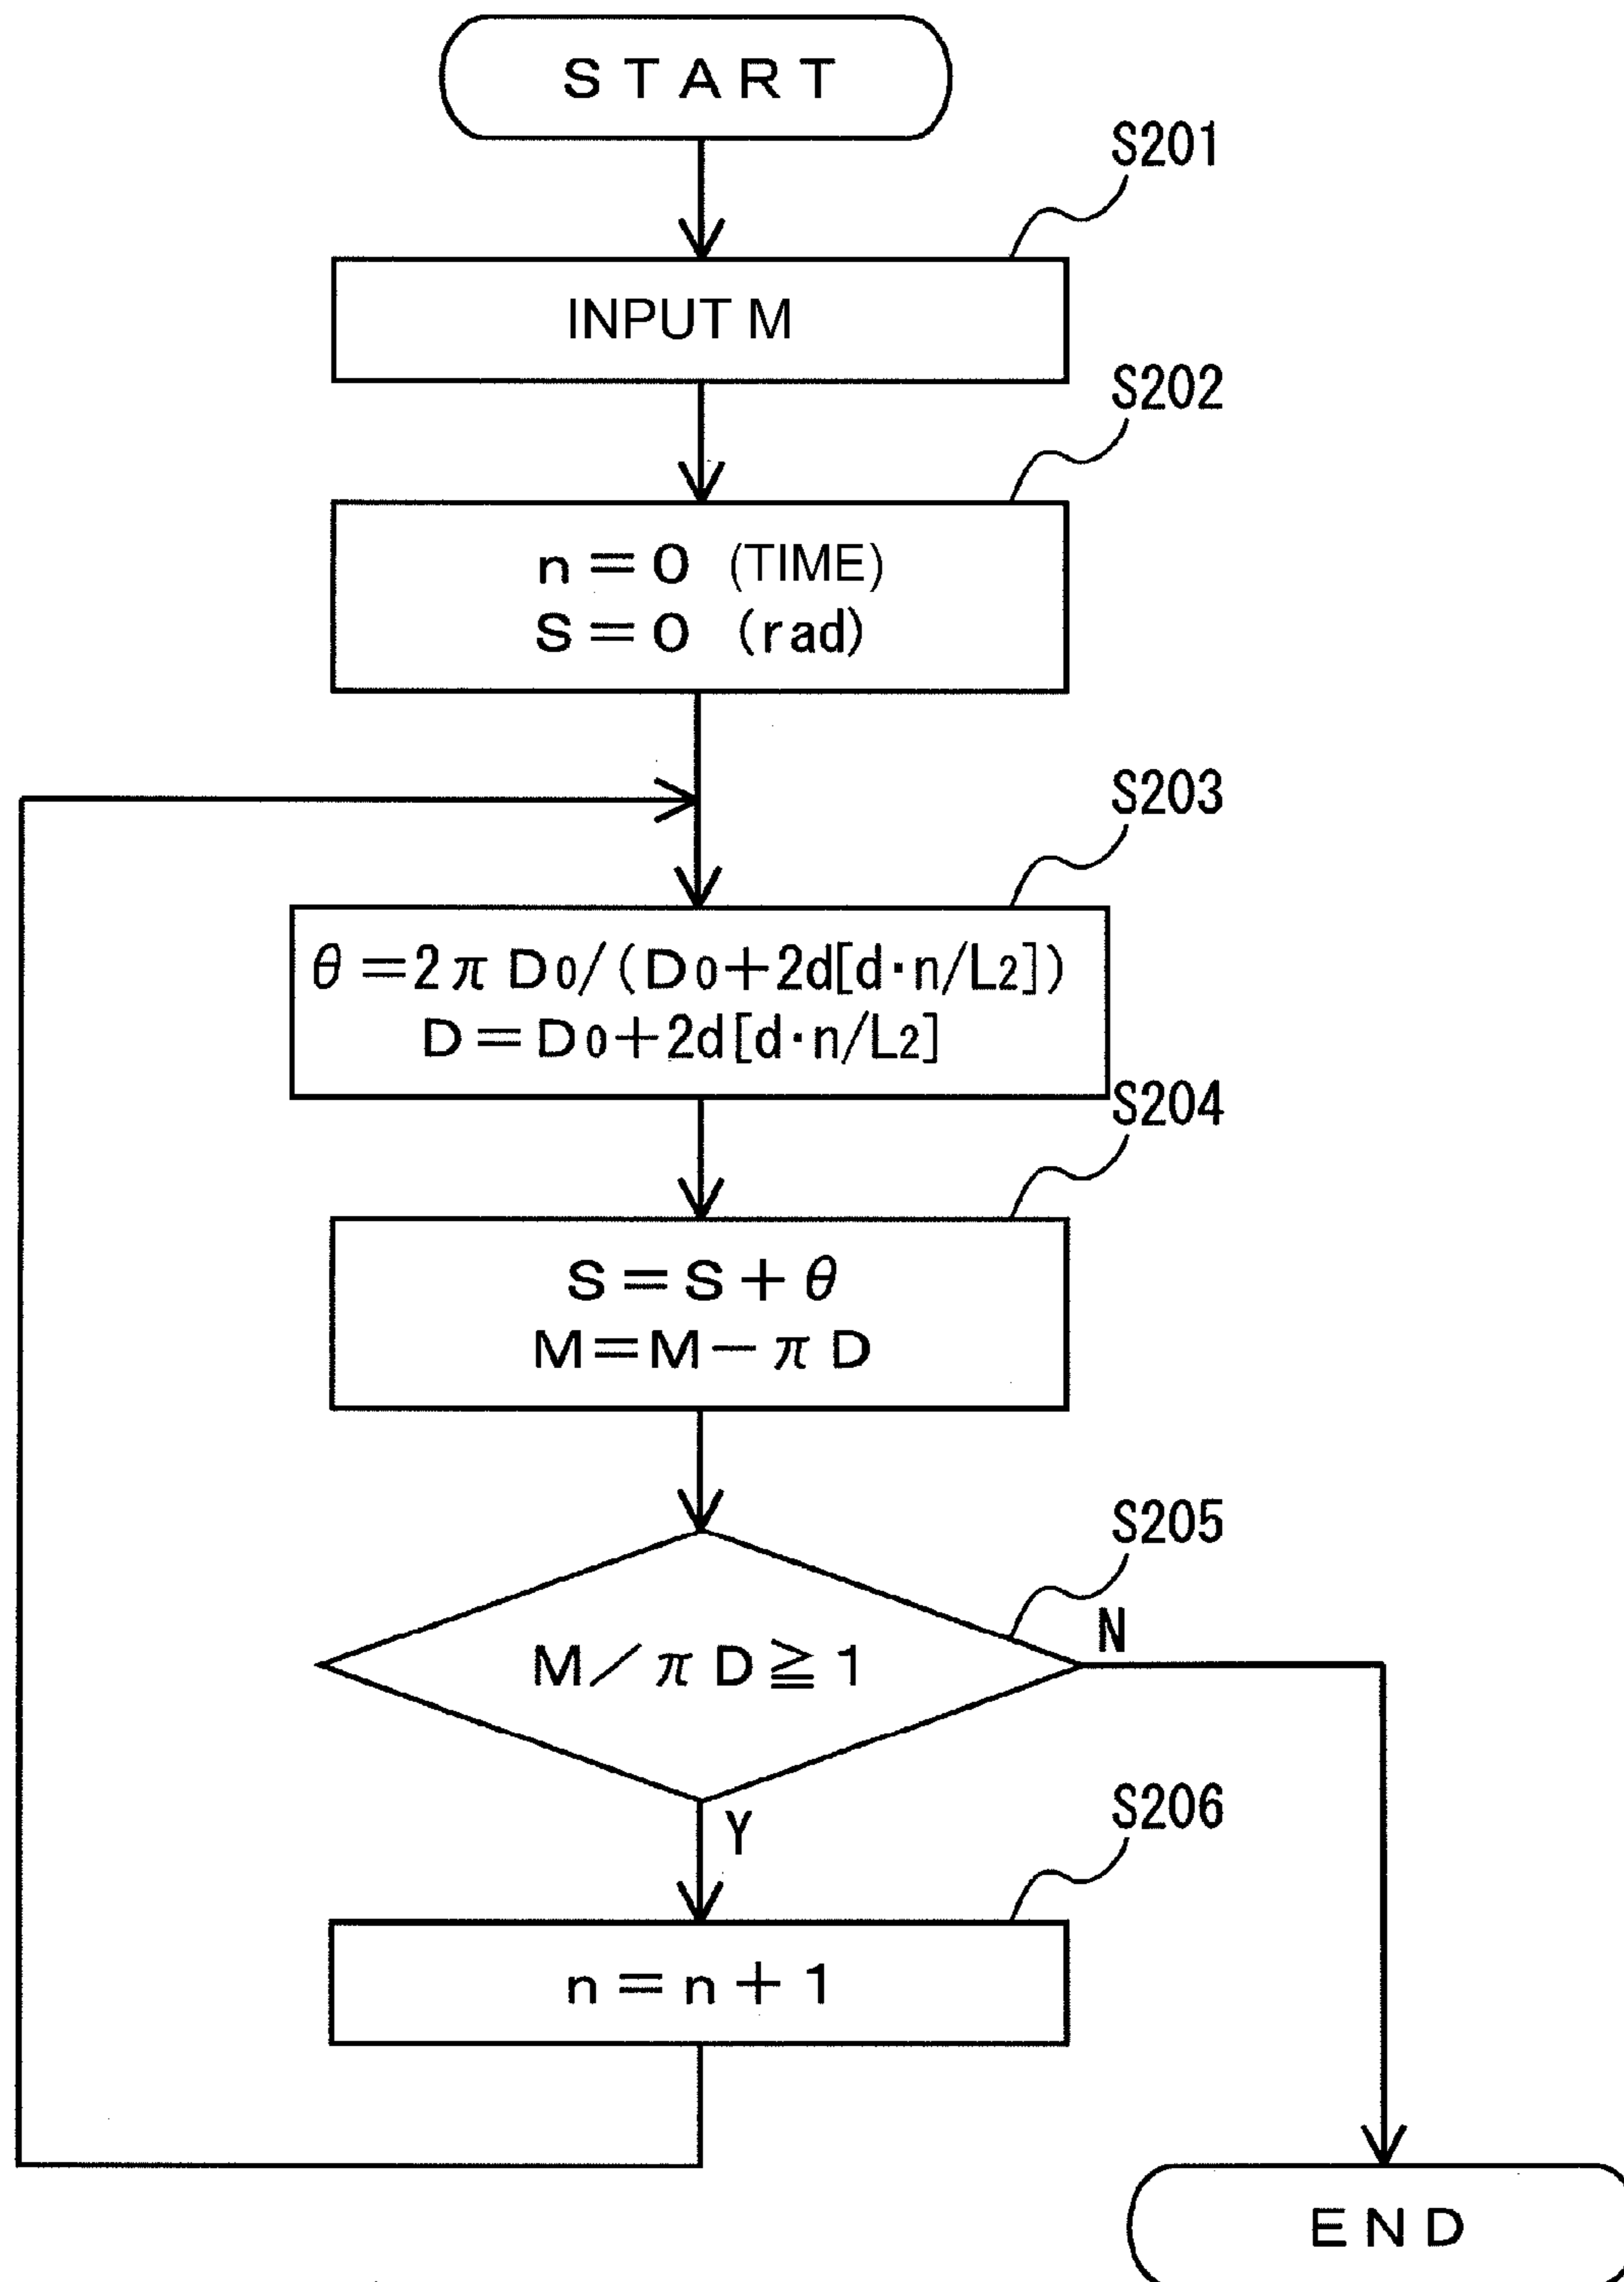 START
S201
INPUT M
S202
n=0 (TIME)
S=0 (rad)
S203
θ=2πD₀/(D₀+2d[d·n/L₂])
D=D₀+2d[d·n/L₂]
S204
S=S+θ
M=M-πD
S205
M/πD≧1
N
Y
S206
n=n+1
END